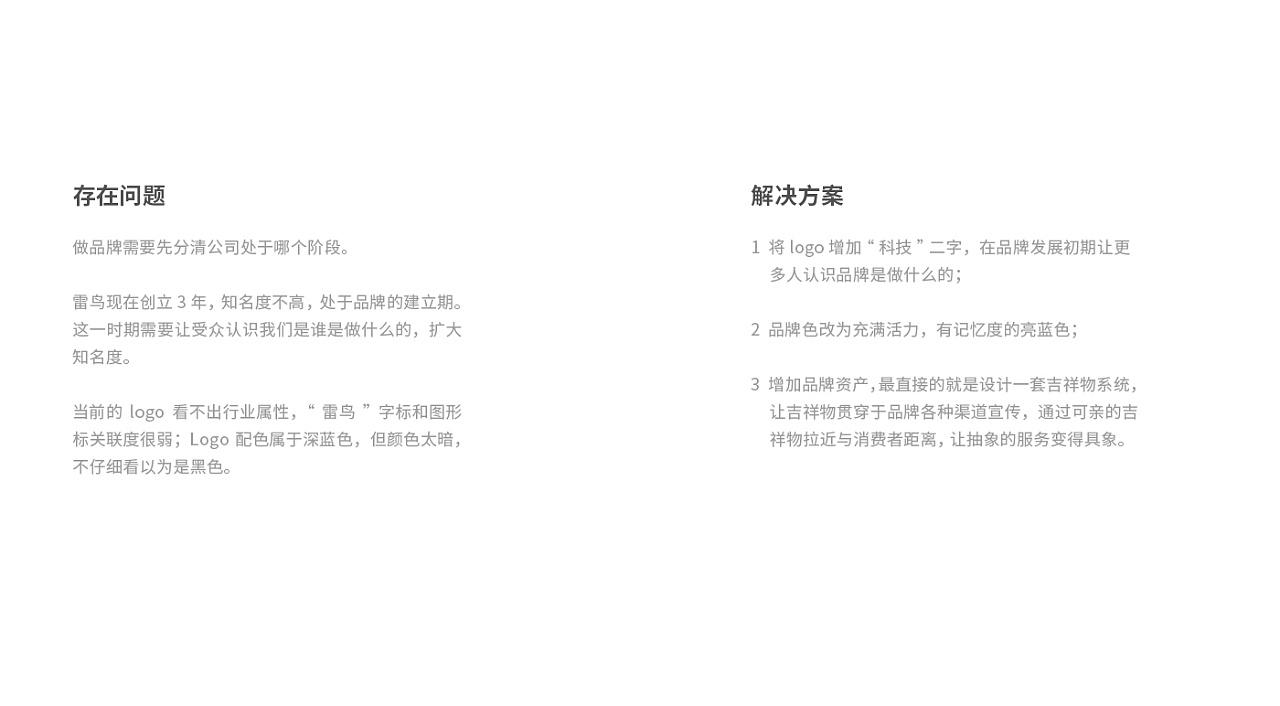 存在问题
做品牌需要先分清公司处于哪个阶段。
雷鸟现在创立 3 年，知名度不高，处于品牌的建立期。
这一时期需要让受众认识我们是谁是做什么的，扩大
知名度。
当前的 logo 看不出行业属性，“ 雷鸟 ”字标和图形
标关联度很弱；Logo 配色属于深蓝色，但颜色太暗，
不仔细看以为是黑色。
解决方案
1 将 logo 增加 “ 科技 ” 二字，在品牌发展初期让更
多人认识品牌是做什么的；
2 品牌色改为充满活力，有记忆度的亮蓝色；
3 增加品牌资产，最直接的就是设计一套吉祥物系统，
让吉祥物贯穿于品牌各种渠道宣传，通过可亲的吉
祥物拉近与消费者距离，让抽象的服务变得具象。